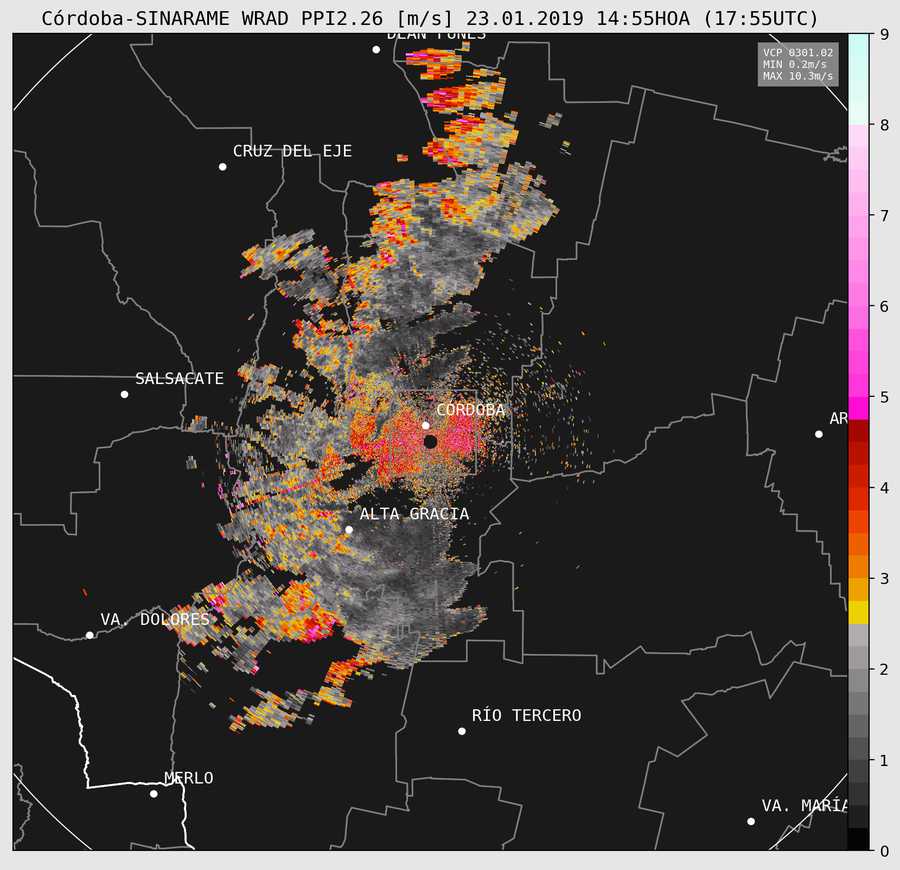 Córdoba-SINARAME WRAD PPI2.26 [m/s] 23.01.2019 14:55HOA (17:55UTC)
DEAN FUNES
VCP 0301.02
MIN 0.2m/s
MAX 10.3m/s
CRUZ DEL EJE
SALSACATE
CÓRDOBA
AR
ALTA GRACIA
VA. DOLORES
RÍO TERCERO
MERLO
VA. MARÍA
9
8
7
6
5
4
3
2
1
0